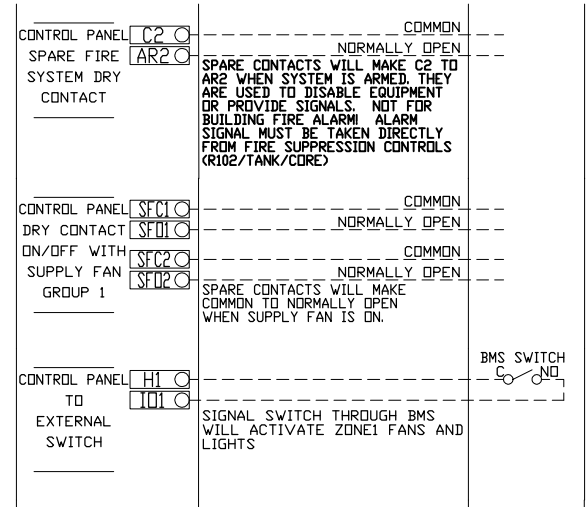 CONTROL PANEL C2 COMMON
SPARE FIRE AR2 NORMALLY OPEN
SYSTEM DRY
CONTACT
SPARE CONTACTS WILL MAKE C2 TO
AR2 WHEN SYSTEM IS ARMED. THEY
ARE USED TO DISABLE EQUIPMENT
OR PROVIDE SIGNALS. NOT FOR
BUILDING FIRE ALARM! ALARM
SIGNAL MUST BE TAKEN DIRECTLY
FROM FIRE SUPPRESSION CONTROLS
(R102/TANK/CORE)
CONTROL PANEL SFC1 COMMON
DRY CONTACT SFO1 NORMALLY OPEN
ON/OFF WITH SFC2 COMMON
SUPPLY FAN SFO2 NORMALLY OPEN
GROUP 1
SPARE CONTACTS WILL MAKE
COMMON TO NORMALLY OPEN
WHEN SUPPLY FAN IS ON.
BMS SWITCH
C NO
CONTROL PANEL H1
TO IO1
EXTERNAL
SWITCH
SIGNAL SWITCH THROUGH BMS
WILL ACTIVATE ZONE1 FANS AND
LIGHTS